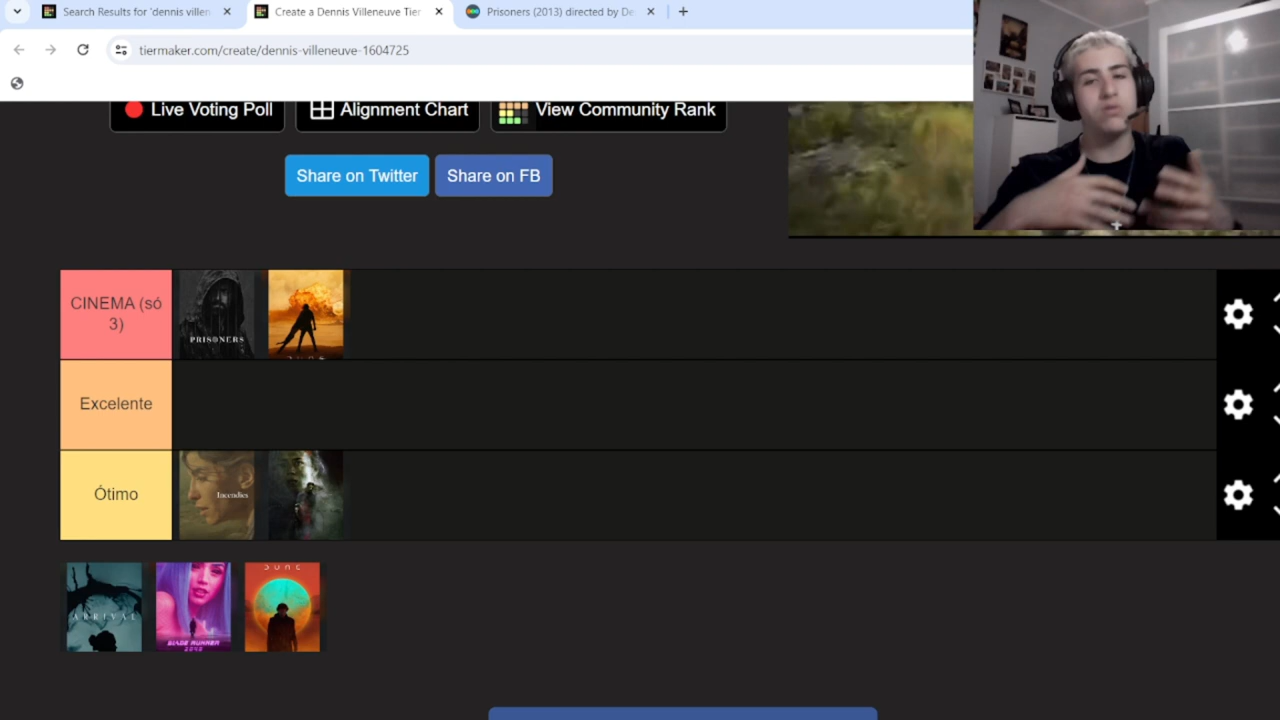 Search Results for 'dennis villen
Create a Dennis Villeneuve Tier
Prisoners (2013) directed by De
tiermaker.com/create/dennis-villeneuve-1604725
Live Voting Poll
Alignment Chart
View Community Rank
Share on Twitter
Share on FB
CINEMA (só
3)
PRISONERS
Excelente
Ótimo
Incendies
ARRIVAL
BLADE RUNNER
2049
DUNE